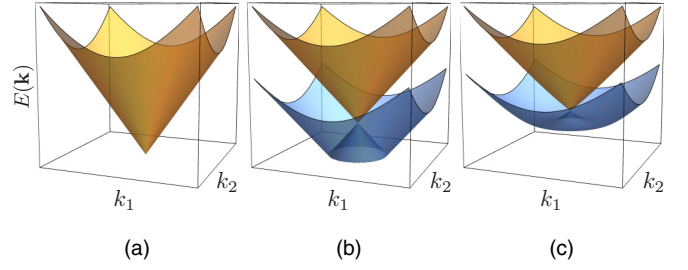 E(k)
k₁ k₂ k₁ k₂ k₁ k₂
(a) (b) (c)